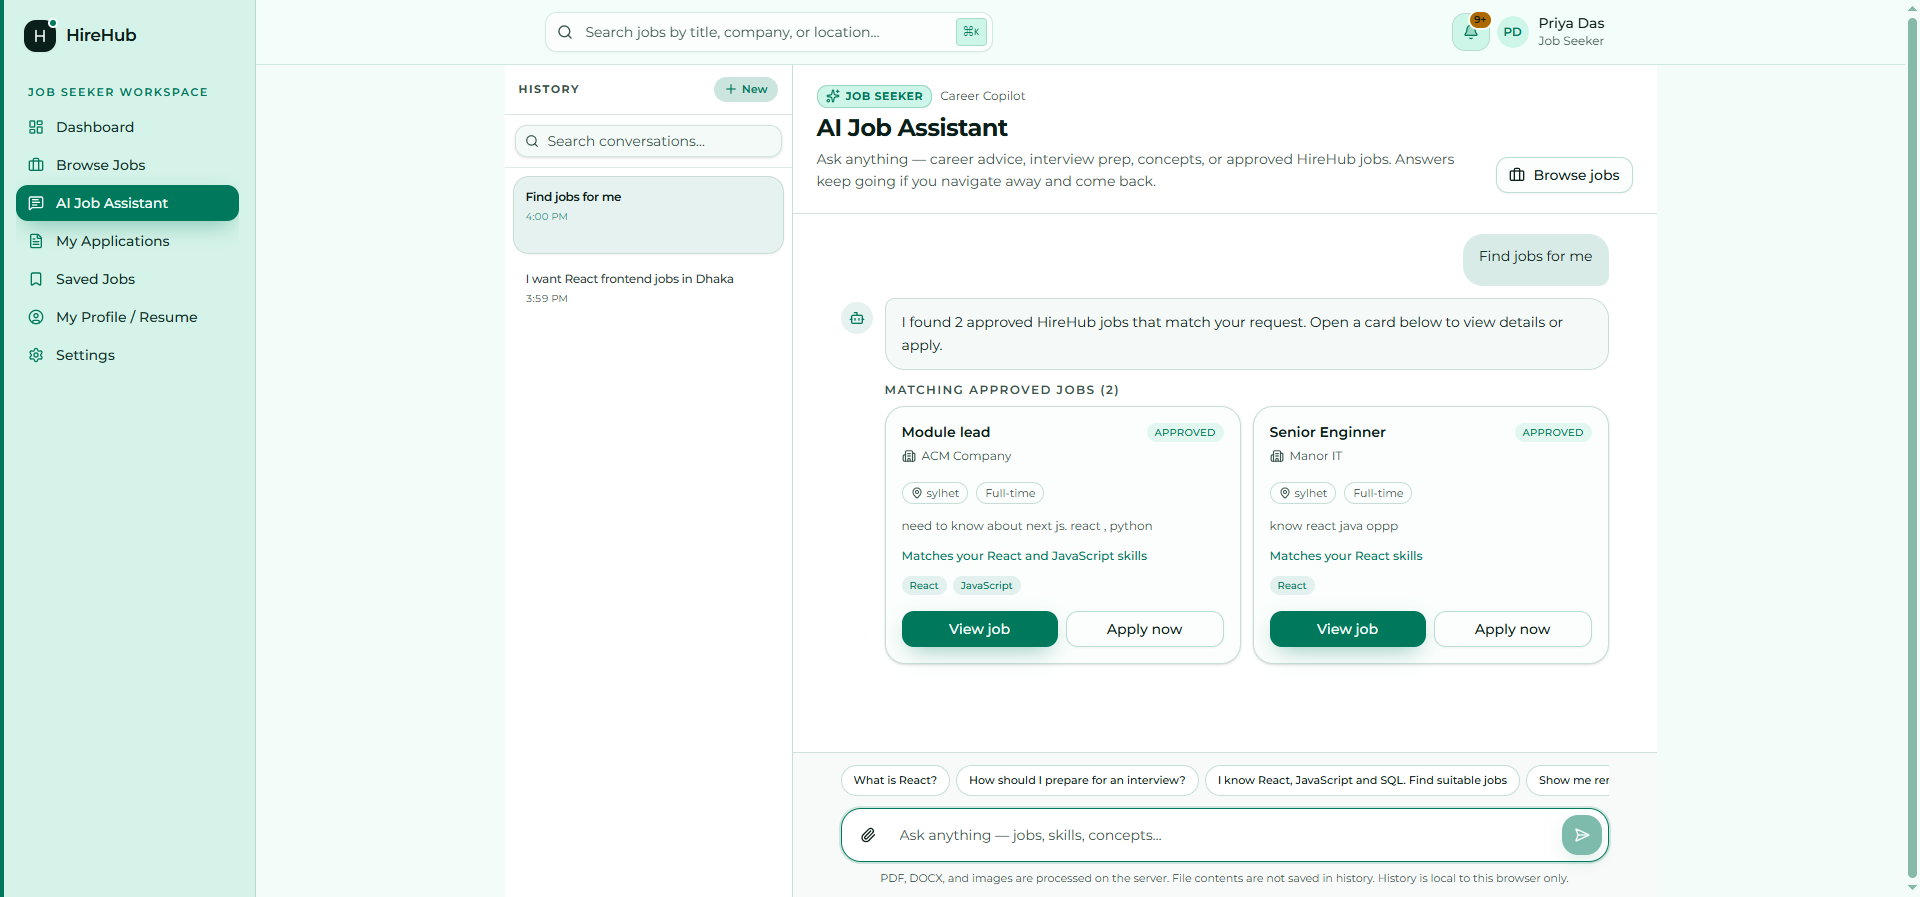 H HireHub
JOB SEEKER WORKSPACE
Dashboard
Browse Jobs
AI Job Assistant
My Applications
Saved Jobs
My Profile / Resume
Settings
Search jobs by title, company, or location...
⌘K
9+
PD
Priya Das
Job Seeker
HISTORY
+ New
Search conversations...
Find jobs for me
4:00 PM
I want React frontend jobs in Dhaka
3:59 PM
JOB SEEKER Career Copilot
AI Job Assistant
Ask anything — career advice, interview prep, concepts, or approved HireHub jobs. Answers
keep going if you navigate away and come back.
Browse jobs
Find jobs for me
I found 2 approved HireHub jobs that match your request. Open a card below to view details or
apply.
MATCHING APPROVED JOBS (2)
Module lead APPROVED
ACM Company
sylhet Full-time
need to know about next js. react , python
Matches your React and JavaScript skills
React JavaScript
View job Apply now
Senior Enginner APPROVED
Manor IT
sylhet Full-time
know react java oppp
Matches your React skills
React
View job Apply now
What is React? How should I prepare for an interview? I know React, JavaScript and SQL. Find suitable jobs Show me
Ask anything — jobs, skills, concepts...
PDF, DOCX, and images are processed on the server. File contents are not saved in history. History is local to this browser only.